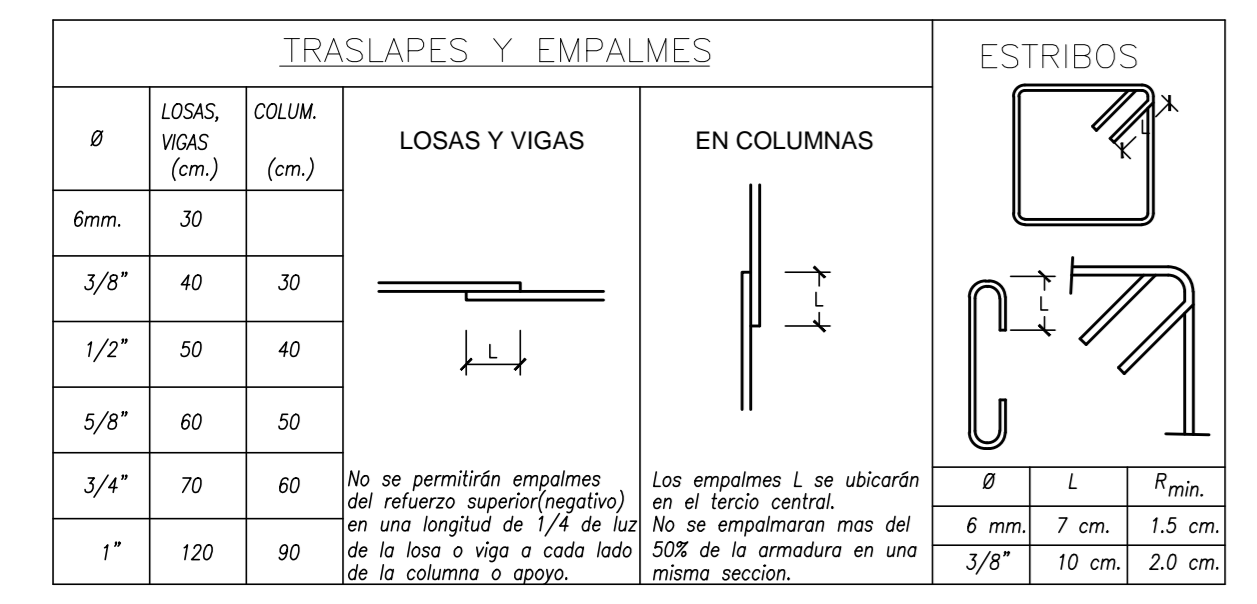 TRASLAPES Y EMPALMES
Ø
LOSAS,
VIGAS
(cm.)
COLUM.
(cm.)
6mm. 30
3/8" 40 30
1/2" 50 40
5/8" 60 50
3/4" 70 60
1" 120 90
LOSAS Y VIGAS
L
No se permitirán empalmes
del refuerzo superior(negativo)
en una longitud de 1/4 de luz
de la losa o viga a cada lado
de la columna o apoyo.
EN COLUMNAS
L
Los empalmes L se ubicarán
en el tercio central.
No se empalmaran mas del
50% de la armadura en una
misma seccion.
ESTRIBOS
L
L
Ø L Rmin.
6 mm. 7 cm. 1.5 cm.
3/8" 10 cm. 2.0 cm.